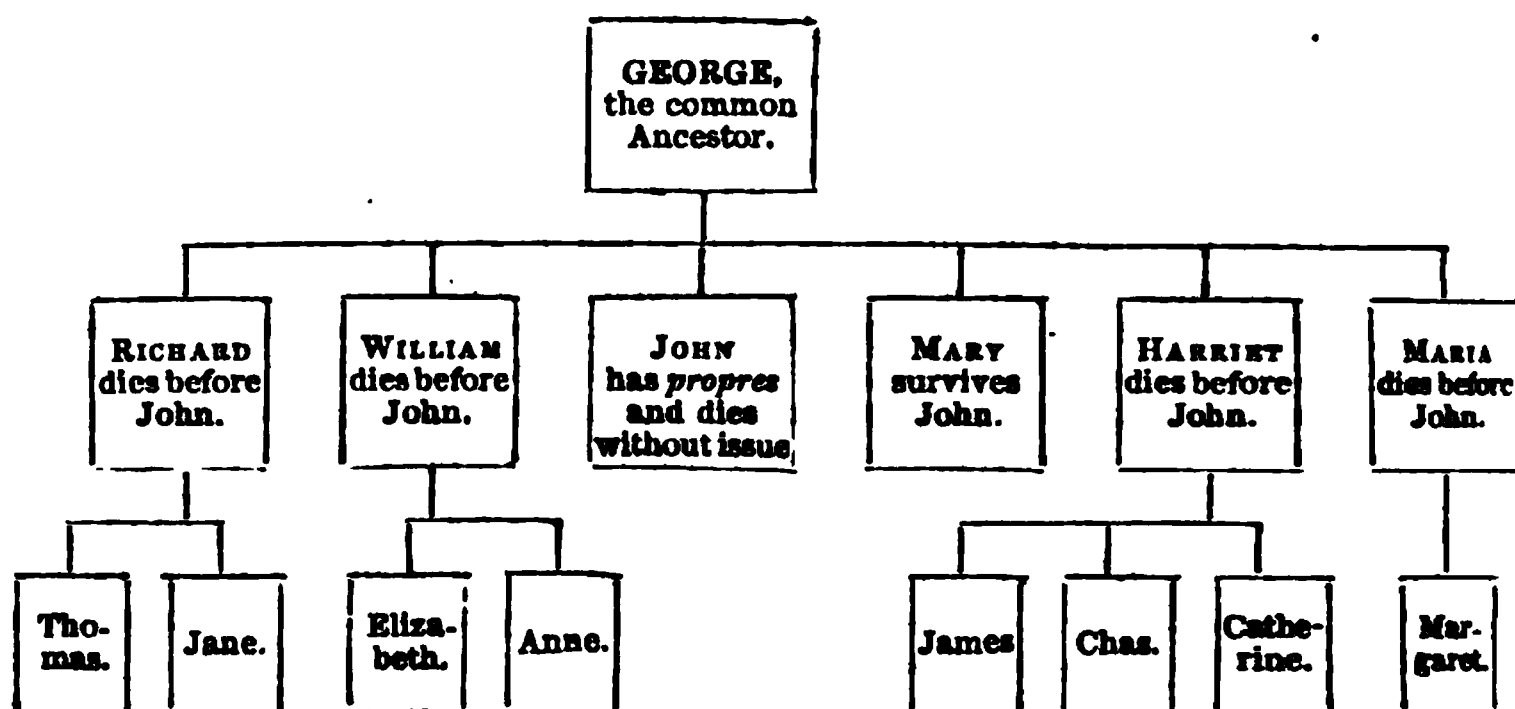 GEORGE,
the common
Ancestor.
RICHARD
dies before
John.
WILLIAM
dies before
John.
JOHN
has propres
and dies
without issue
MARY
survives
John.
HARRIET
dies before
John.
MARIA
dies before
John.
Tho-
mas.
Jane.
Eliza-
beth.
Anne.
James
Chas.
Cathe-
rine.
Mar-
garet.